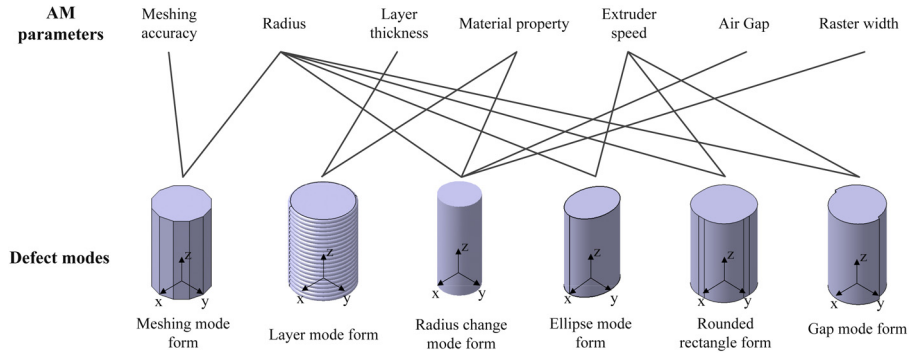 AM parameters
Meshing accuracy
Radius
Layer thickness
Material property
Extruder speed
Air Gap
Raster width
Defect modes
z
x
y
Meshing mode form
z
x
y
Layer mode form
z
x
y
Radius change mode form
z
x
y
Ellipse mode form
z
x
y
Rounded rectangle form
z
x
y
Gap mode form